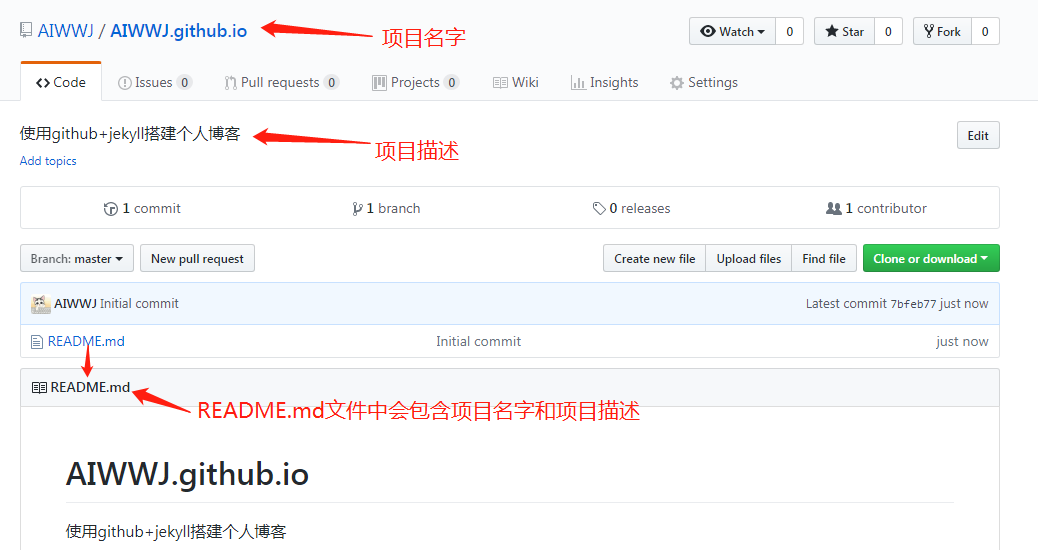 AIWWJ / AIWWJ.github.io 项目名字 Watch 0 Star 0 Fork 0
Code Issues 0 Pull requests 0 Projects 0 Wiki Insights Settings
使用github+jekyll搭建个人博客 项目描述 Edit
Add topics
1 commit 1 branch 0 releases 1 contributor
Branch: master New pull request Create new file Upload files Find file Clone or download
AIWWJ Initial commit Latest commit 7bfeb77 just now
README.md Initial commit just now
README.md
README.md文件中会包含项目名字和项目描述
AIWWJ.github.io
使用github+jekyll搭建个人博客